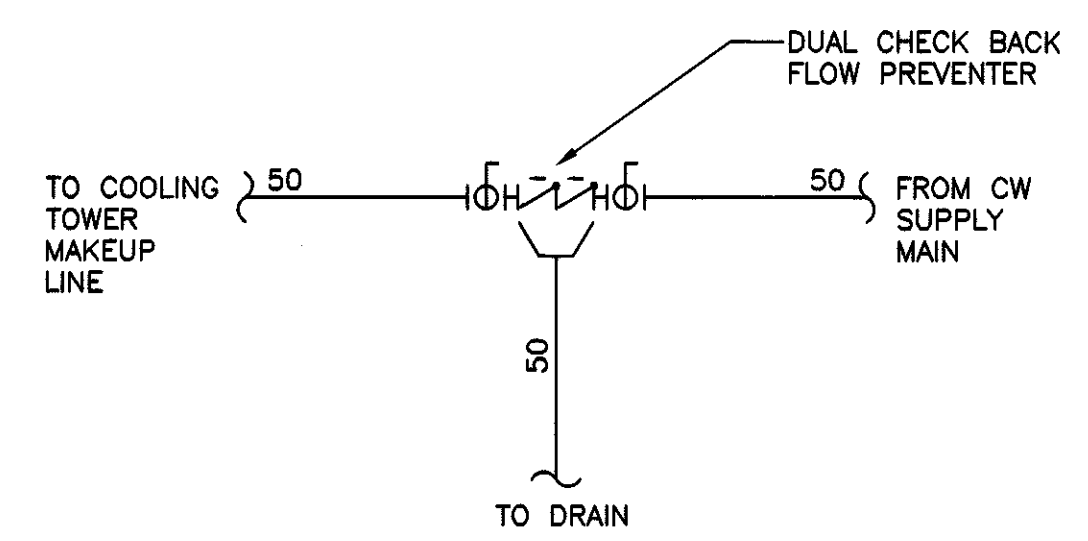 DUAL CHECK BACK
FLOW PREVENTER
TO COOLING
TOWER
MAKEUP
LINE
50
50
FROM CW
SUPPLY
MAIN
50
TO DRAIN